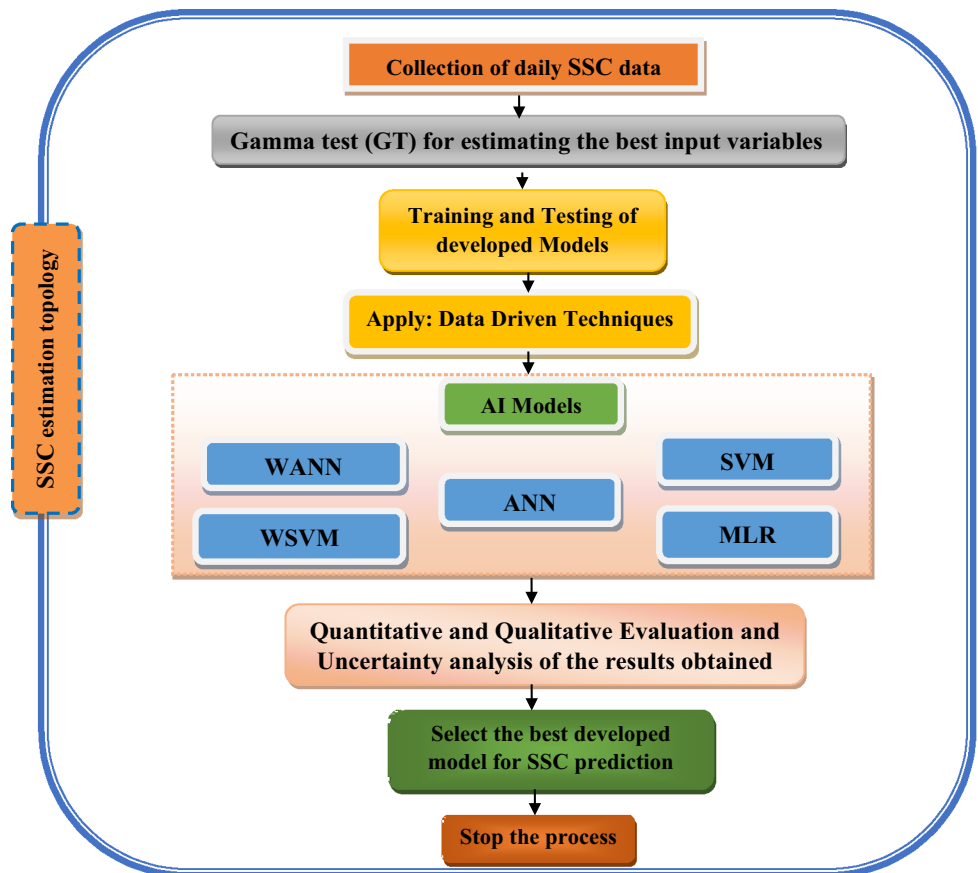 Collection of daily SSC data
Gamma test (GT) for estimating the best input variables
Training and Testing of
developed Models
Apply: Data Driven Techniques
SSC estimation topology
AI Models
WANN
SVM
ANN
WSVM
MLR
Quantitative and Qualitative Evaluation and
Uncertainty analysis of the results obtained
Select the best developed
model for SSC prediction
Stop the process